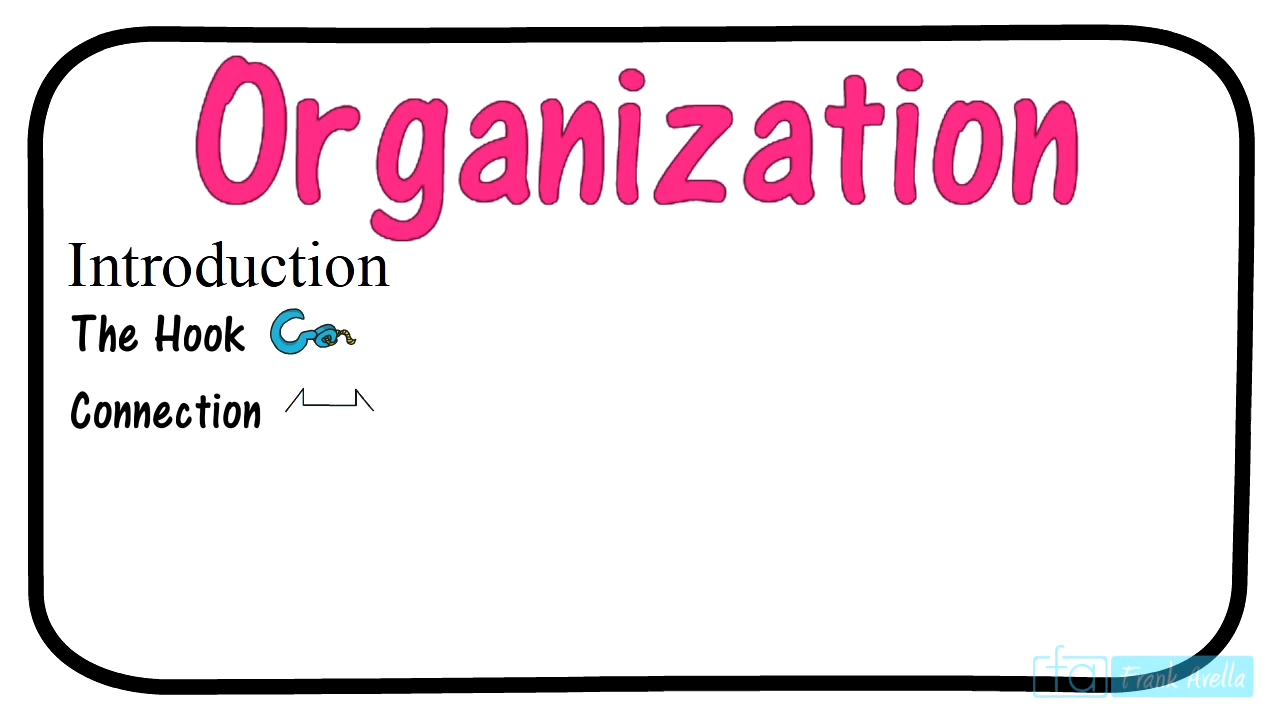 Organization
Introduction
The Hook
Connection
fa Frank Avella